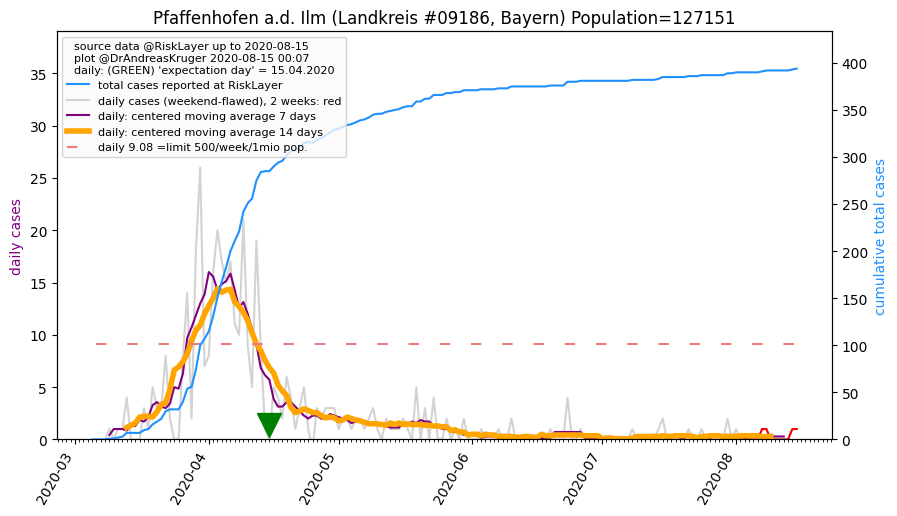 Pfaffenhofen a.d. Ilm (Landkreis #09186, Bayern) Population=127151
source data @RiskLayer up to 2020-08-15
plot @DrAndreasKruger 2020-08-15 00:07
daily: (GREEN) 'expectation day' = 15.04.2020
total cases reported at RiskLayer
daily cases (weekend-flawed), 2 weeks: red
daily: centered moving average 7 days
daily: centered moving average 14 days
daily 9.08 =limit 500/week/1mio pop.
daily cases
35
30
25
20
15
10
5
0
cumulative total cases
400
350
300
250
200
150
100
50
0
2020-03
2020-04
2020-05
2020-06
2020-07
2020-08